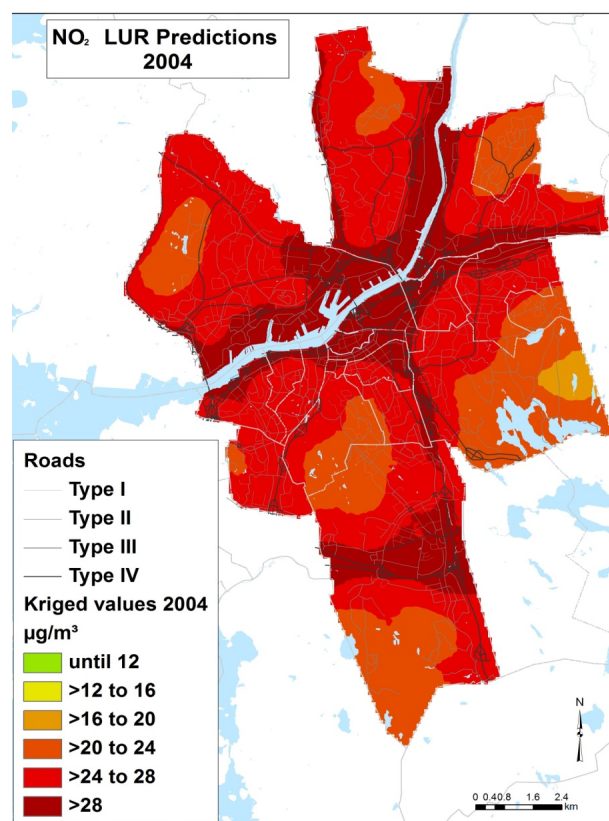 NO₂ LUR Predictions
2004
Roads
Type I
Type II
Type III
Type IV
Kriged values 2004
µg/m³
until 12
>12 to 16
>16 to 20
>20 to 24
>24 to 28
>28
N
0 0.40.8 1.6 2.4
km